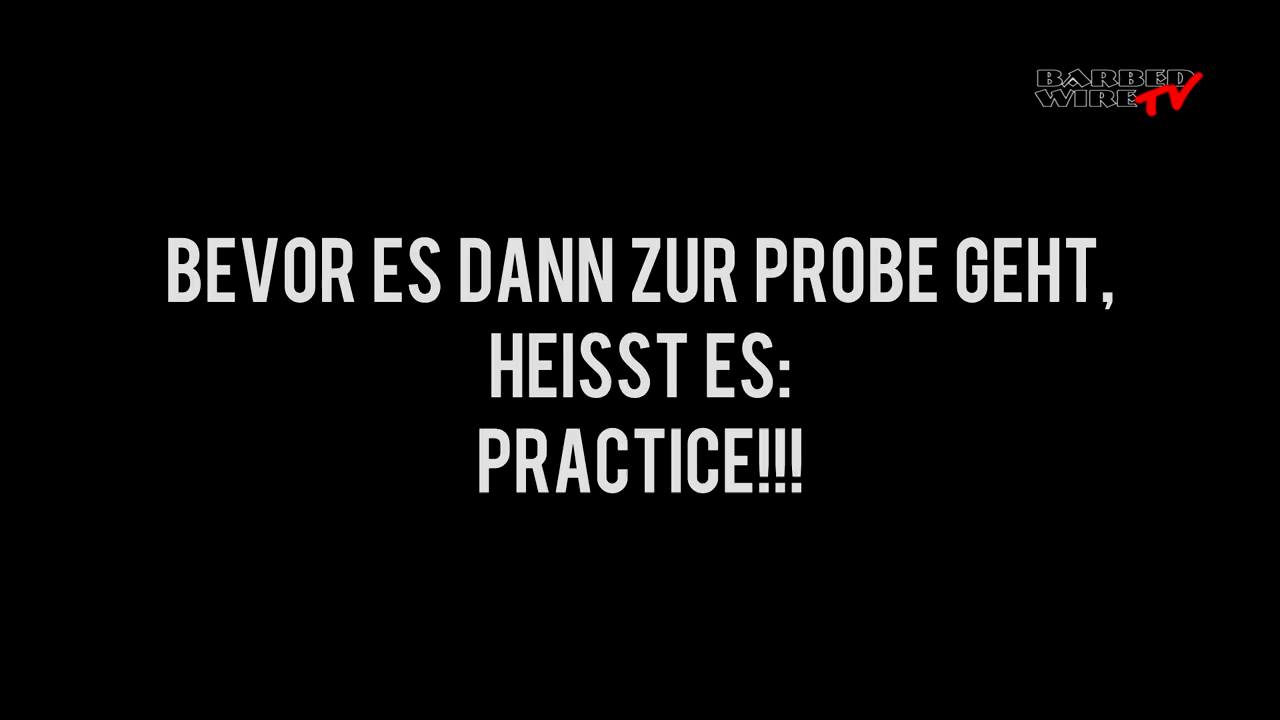 BARBED
WIRE TV
BEVOR ES DANN ZUR PROBE GEHT,
HEISST ES:
PRACTICE!!!